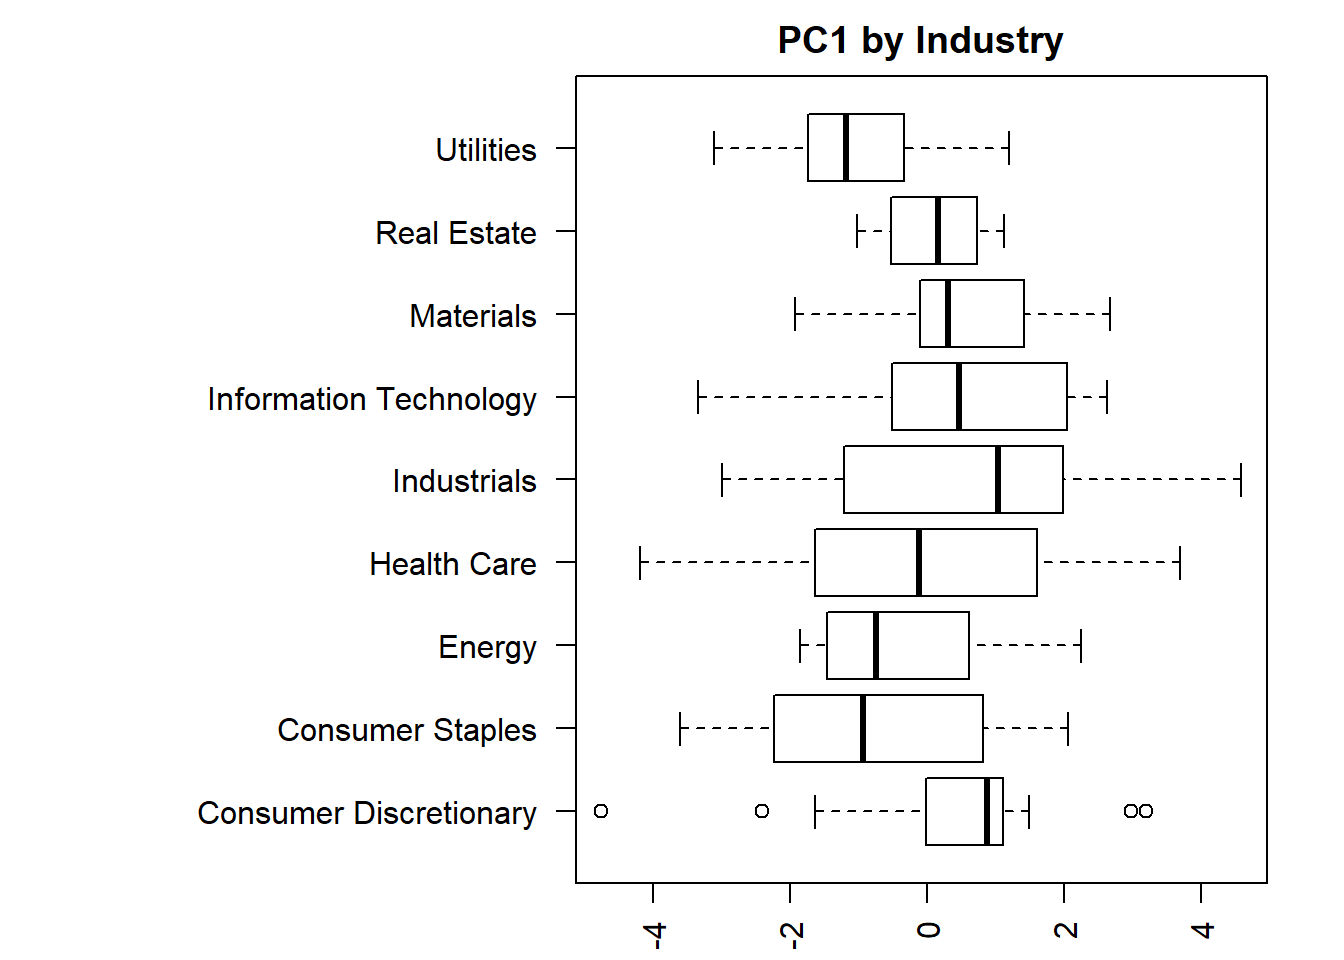 PC1 by Industry
Utilities
Real Estate
Materials
Information Technology
Industrials
Health Care
Energy
Consumer Staples
Consumer Discretionary
-4 -2 0 2 4